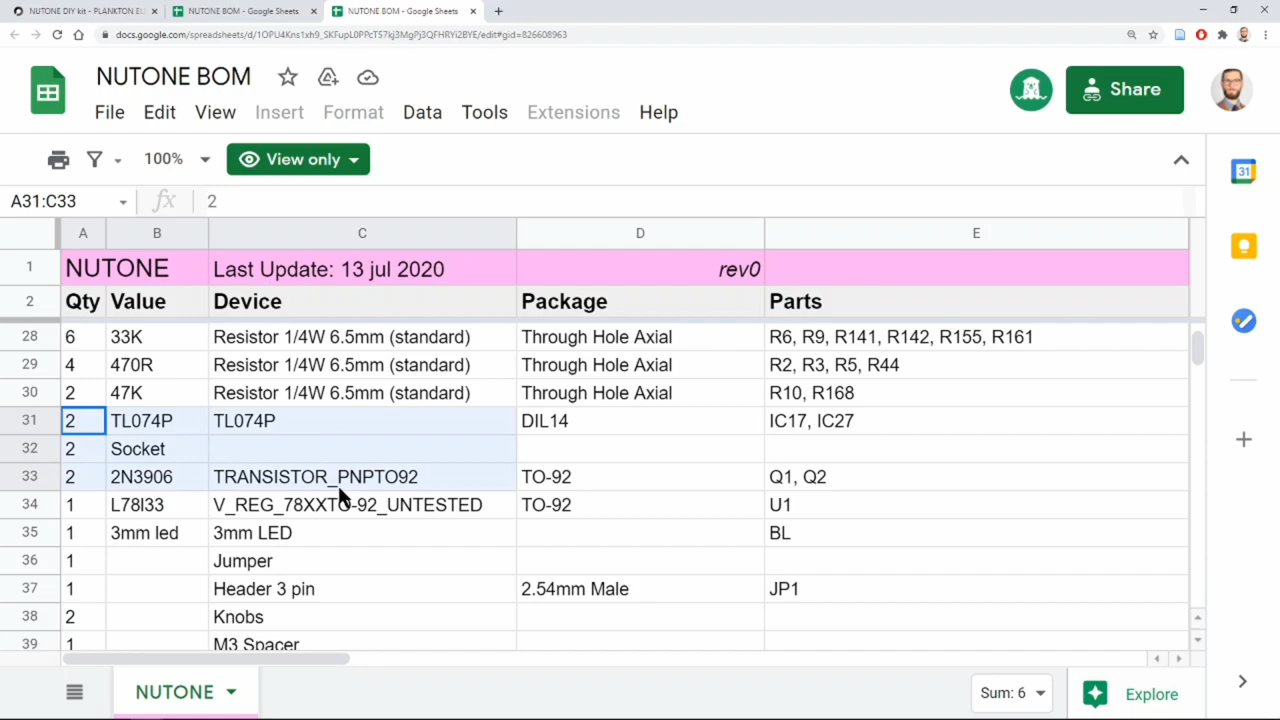 NUTONE DIY kit - PLANKTON EL
NUTONE BOM - Google Sheets
NUTONE BOM - Google Sheets
docs.google.com/spreadsheets/d/1OPU4Kns1xh9_SKFupL0PPcTS7kj3MgPj3QFHRYi2BYE/edit#gid=826608963
NUTONE BOM
Share
File Edit View Insert Format Data Tools Extensions Help
100%
View only
31
A31:C33
fx
2
A B C D E
1 NUTONE Last Update: 13 jul 2020 rev0
2 Qty Value Device Package Parts
28 6 33K Resistor 1/4W 6.5mm (standard) Through Hole Axial R6, R9, R141, R142, R155, R161
29 4 470R Resistor 1/4W 6.5mm (standard) Through Hole Axial R2, R3, R5, R44
30 2 47K Resistor 1/4W 6.5mm (standard) Through Hole Axial R10, R168
31 2 TL074P TL074P DIL14 IC17, IC27
32 2 Socket
33 2 2N3906 TRANSISTOR_PNPTO92 TO-92 Q1, Q2
34 1 L78l33 V_REG_78XXTO-92_UNTESTED TO-92 U1
35 1 3mm led 3mm LED BL
36 1 Jumper
37 1 Header 3 pin 2.54mm Male JP1
38 2 Knobs
39 1 M3 Spacer
NUTONE
Sum: 6
Explore